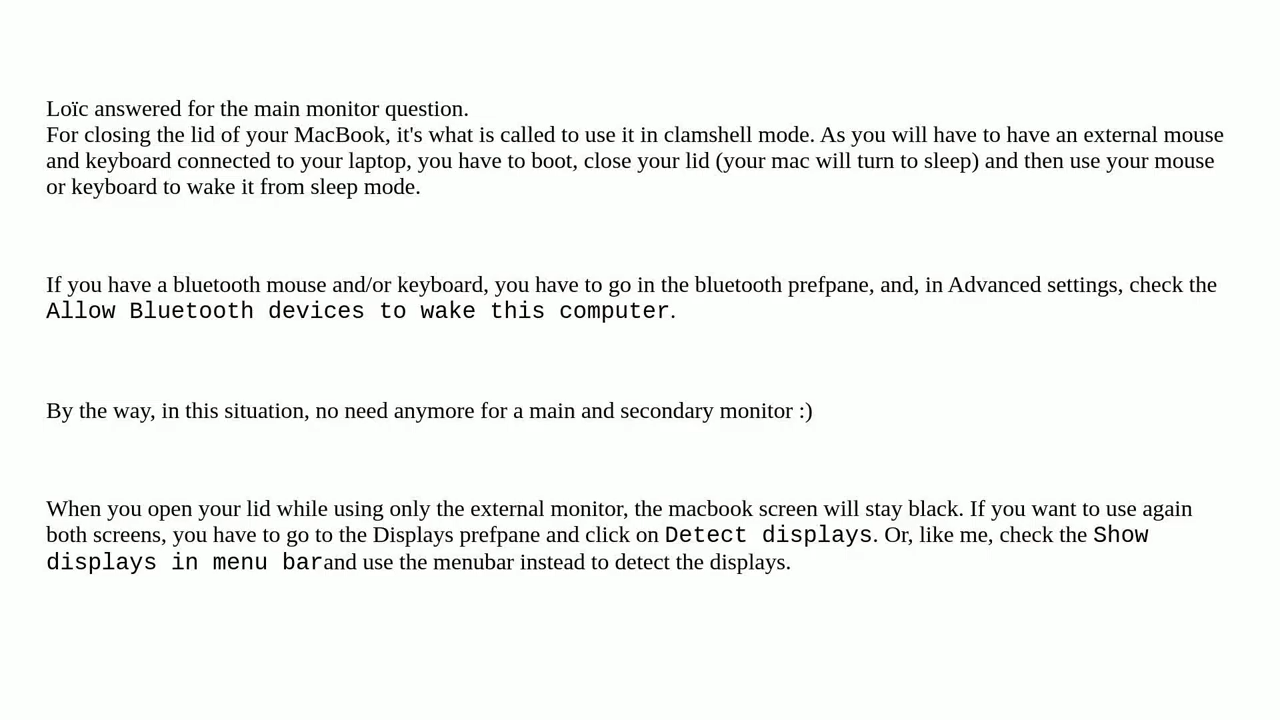 Loïc answered for the main monitor question.
For closing the lid of your MacBook, it's what is called to use it in clamshell mode. As you will have to have an external mouse
and keyboard connected to your laptop, you have to boot, close your lid (your mac will turn to sleep) and then use your mouse
or keyboard to wake it from sleep mode.
If you have a bluetooth mouse and/or keyboard, you have to go in the bluetooth prefpane, and, in Advanced settings, check the
Allow Bluetooth devices to wake this computer.
By the way, in this situation, no need anymore for a main and secondary monitor :)
When you open your lid while using only the external monitor, the macbook screen will stay black. If you want to use again
both screens, you have to go to the Displays prefpane and click on Detect displays. Or, like me, check the Show
displays in menu barand use the menubar instead to detect the displays.